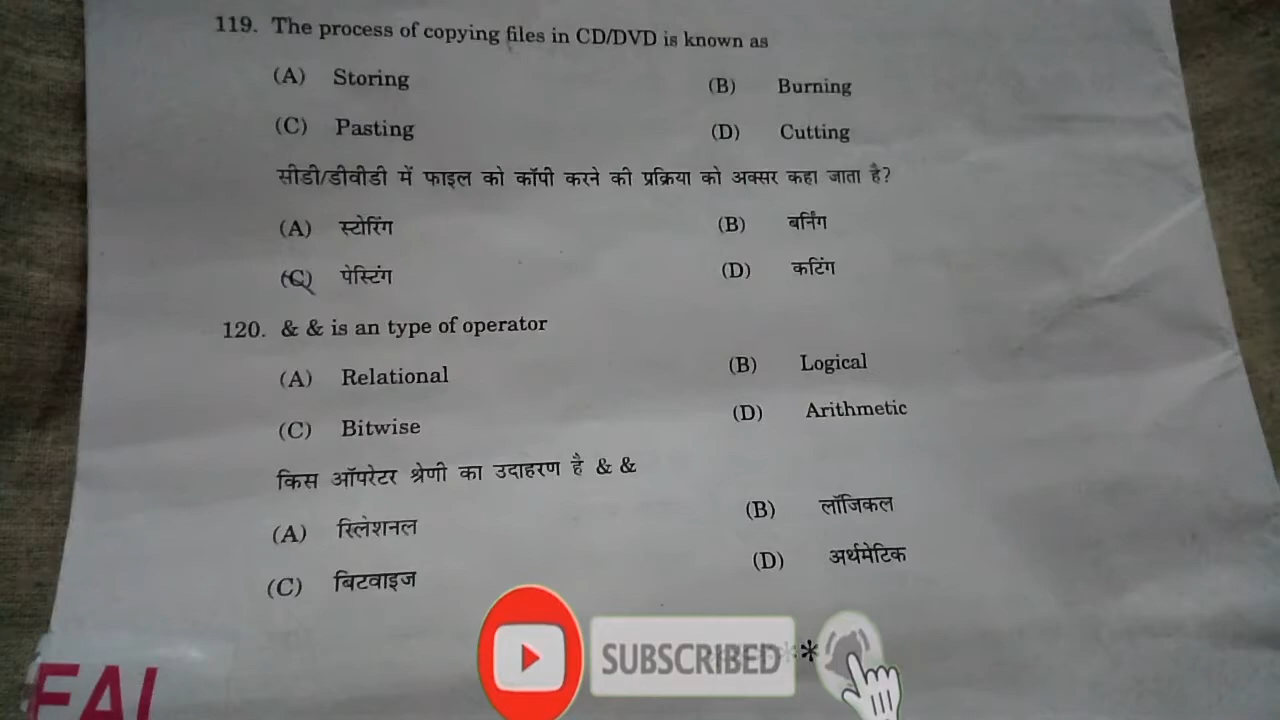 119. The process of copying files in CD/DVD is known as
(A) Storing (B) Burning
(C) Pasting (D) Cutting
सीडी/डीवीडी में फाइल को कॉपी करने की प्रक्रिया को अक्सर कहा जाता है?
(A) स्टोरिंग (B) बर्निंग
(C) पेस्टिंग (D) कटिंग
120. & & is an type of operator
(A) Relational (B) Logical
(C) Bitwise (D) Arithmetic
किस ऑपरेटर श्रेणी का उदाहरण है & &
(A) रिलेशनल (B) लॉजिकल
(C) बिटवाइज (D) अर्थमेटिक
SUBSCRIBED *